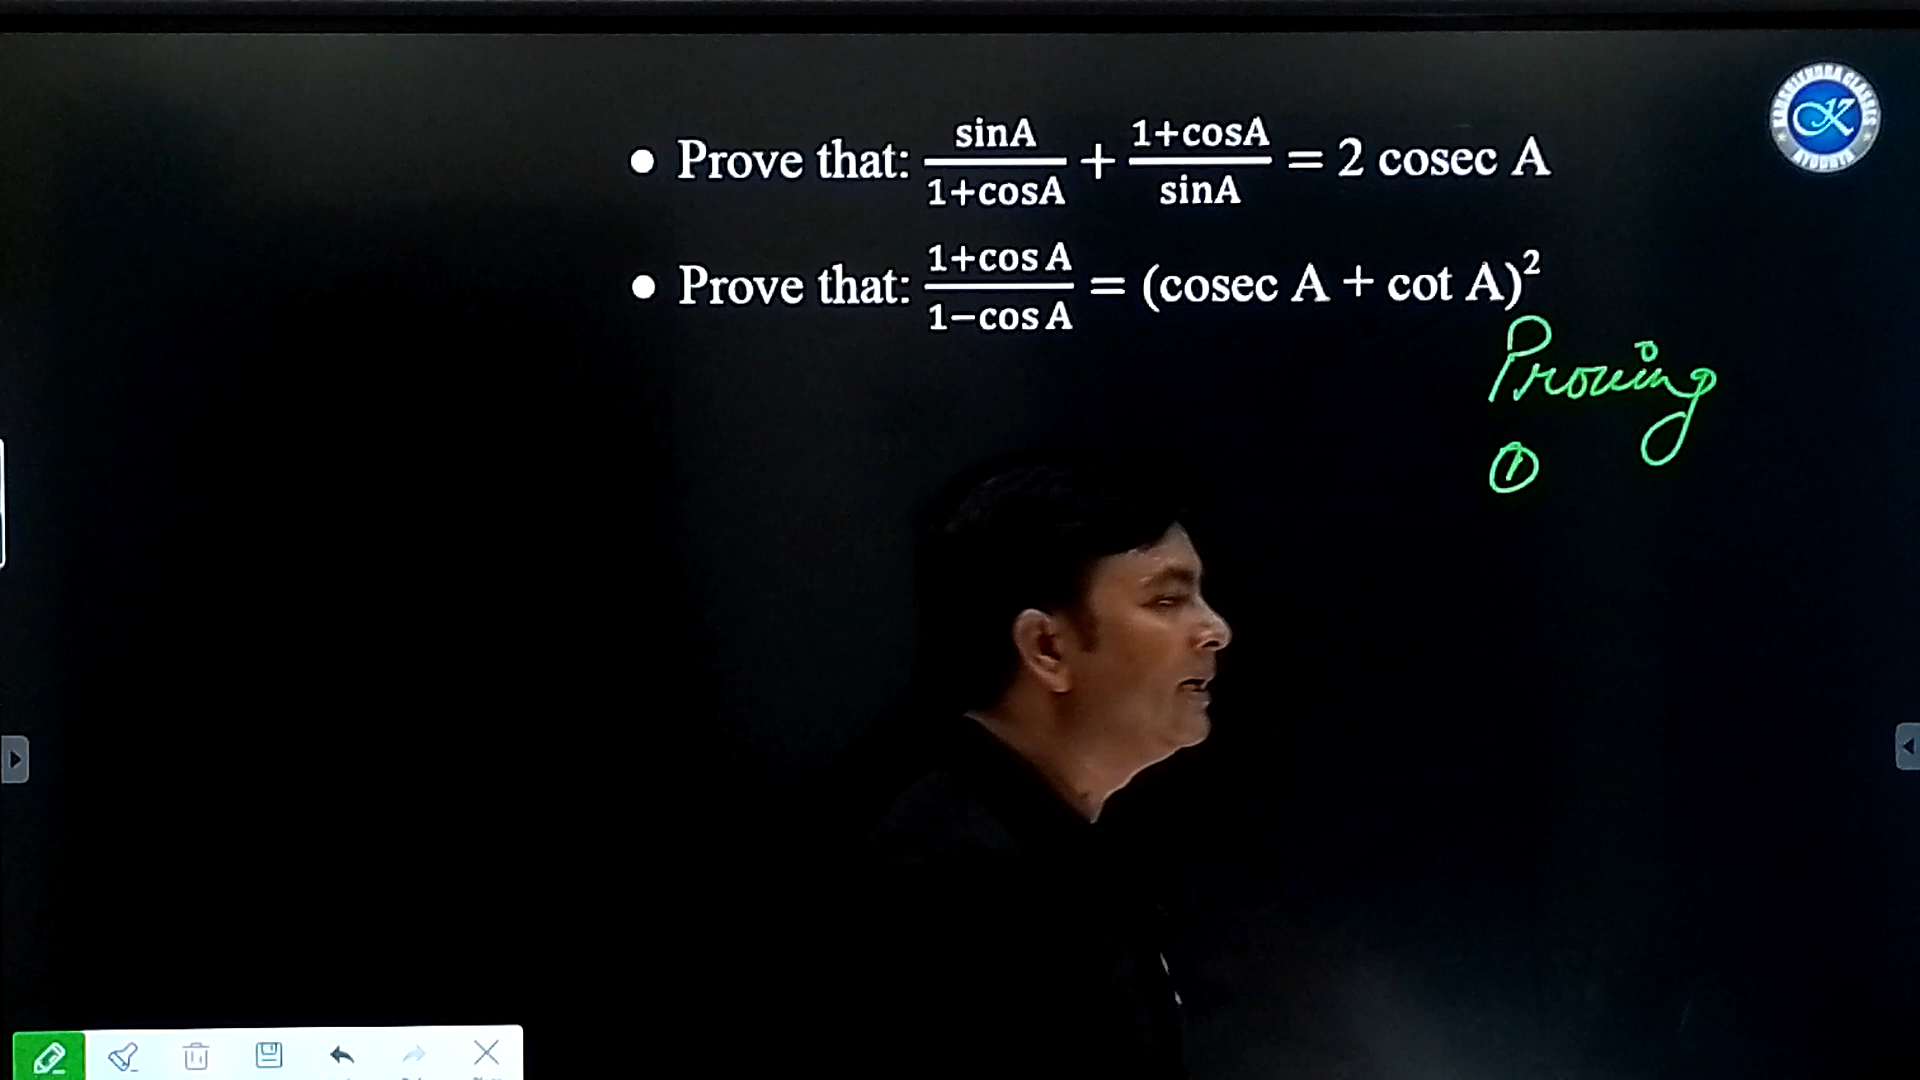 • Prove that: sinA/1+cosA + 1+cosA/sinA = 2 cosec A
• Prove that: 1+cos A/1−cos A = (cosec A + cot A)²
Proving
①